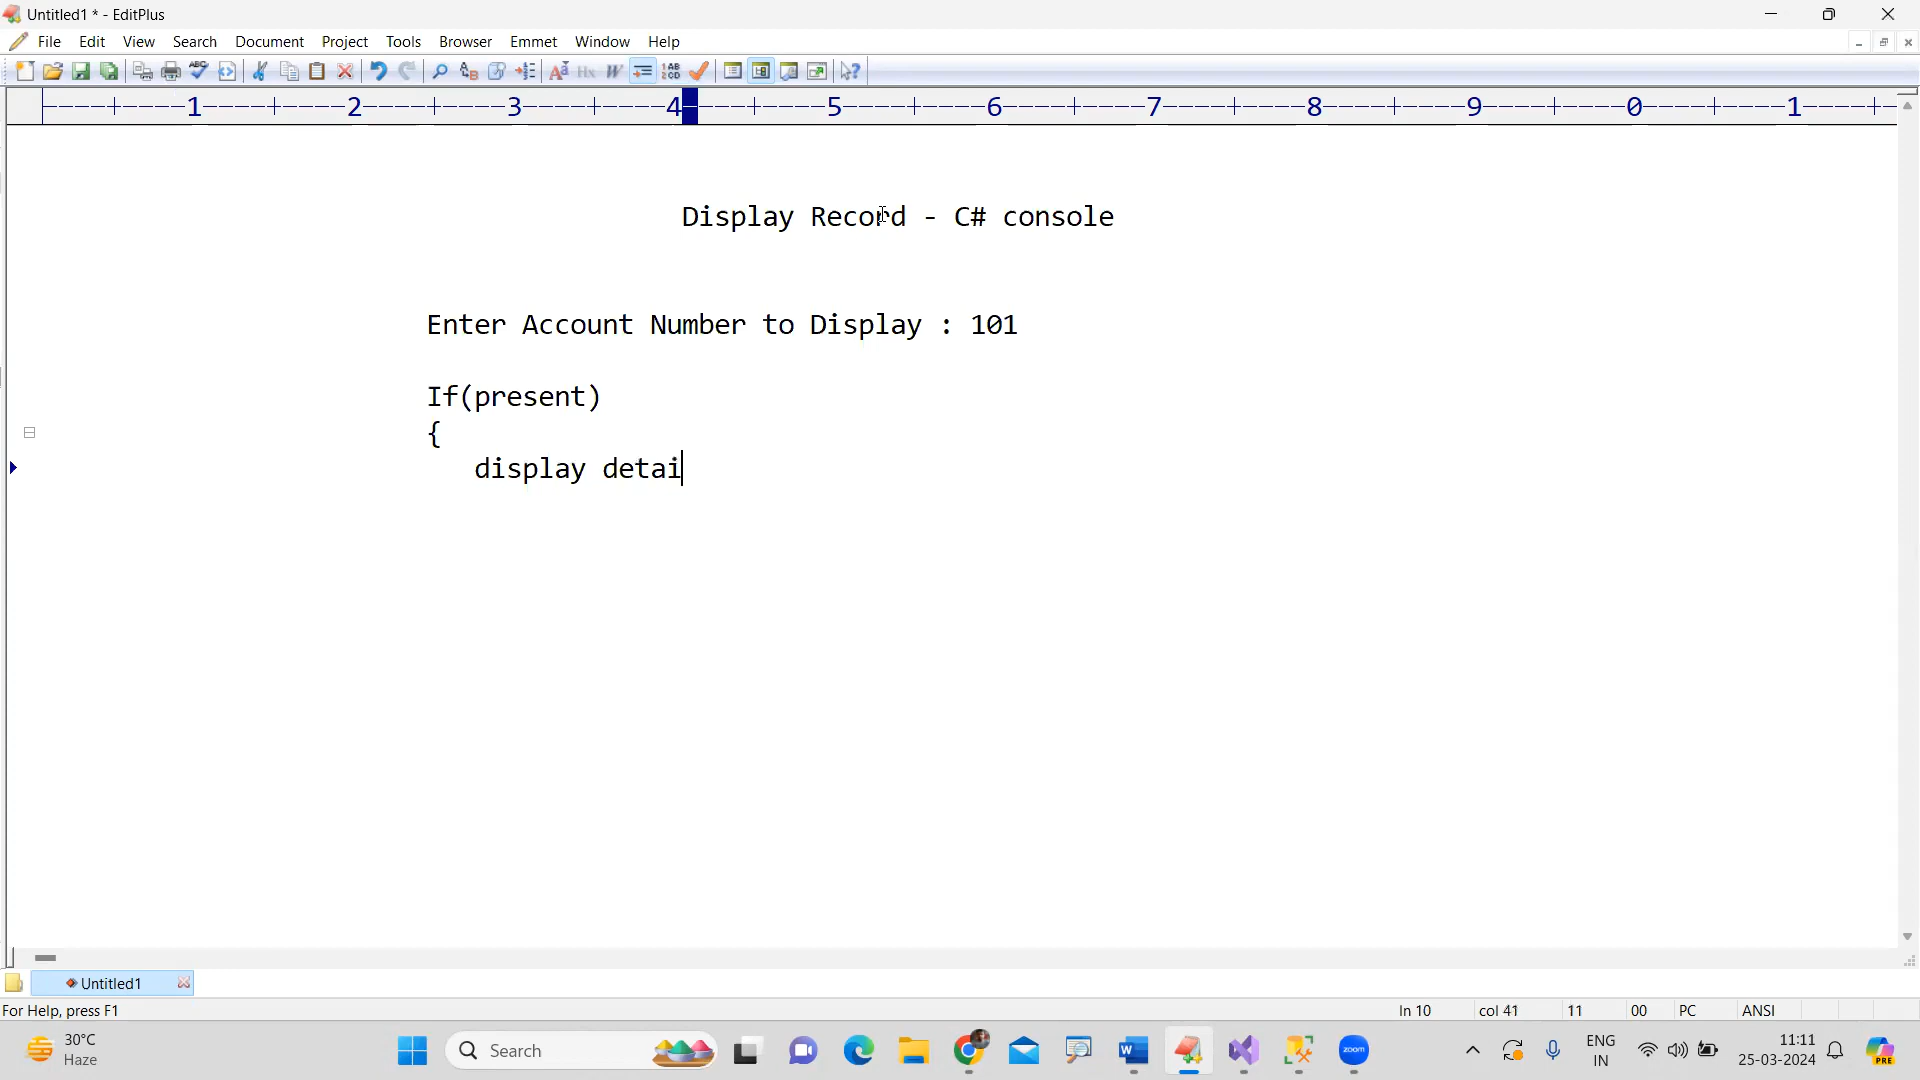 Untitled1 * - EditPlus
File Edit View Search Document Project Tools Browser Emmet Window Help
----+----1----+----2----+----3----+----4----+----5----+----6----+----7----+----8----+----9----+----0----+----1----+-
Display Record - C# console
Enter Account Number to Display : 101
If(present)
{
display detai
Untitled1
For Help, press F1 ln 10 col 41 11 00 PC ANSI
30°C
Haze
Search
zoom
ENG
IN
11:11
25-03-2024
PRE